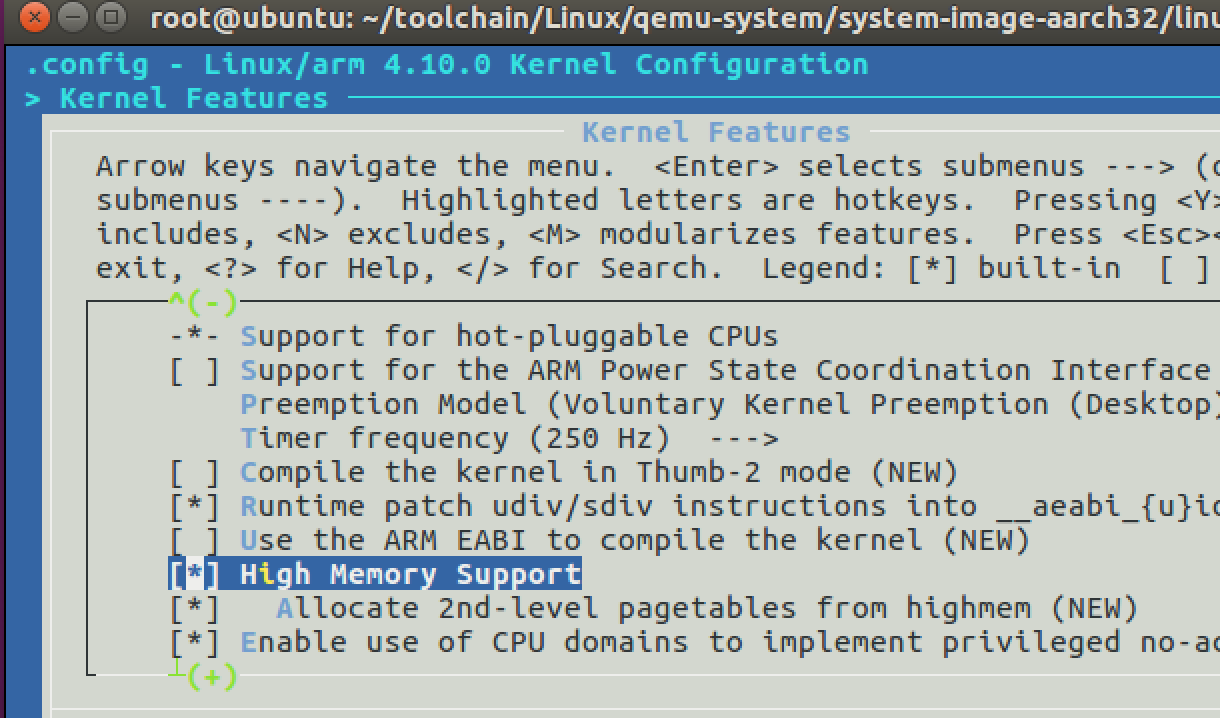 root@ubuntu: ~/toolchain/Linux/qemu-system/system-image-aarch32/linu
.config - Linux/arm 4.10.0 Kernel Configuration
> Kernel Features
Kernel Features
Arrow keys navigate the menu.  <Enter> selects submenus ---> (o
submenus ----).  Highlighted letters are hotkeys.  Pressing <Y>
includes, <N> excludes, <M> modularizes features.  Press <Esc><
exit, <?> for Help, </> for Search.  Legend: [*] built-in  [ ]
^(-)
-*- Support for hot-pluggable CPUs
[ ] Support for the ARM Power State Coordination Interface
Preemption Model (Voluntary Kernel Preemption (Desktop)
Timer frequency (250 Hz)  --->
[ ] Compile the kernel in Thumb-2 mode (NEW)
[*] Runtime patch udiv/sdiv instructions into __aeabi_{u}id
[ ] Use the ARM EABI to compile the kernel (NEW)
[*] High Memory Support
[*]   Allocate 2nd-level pagetables from highmem (NEW)
[*] Enable use of CPU domains to implement privileged no-ac
┴(+)